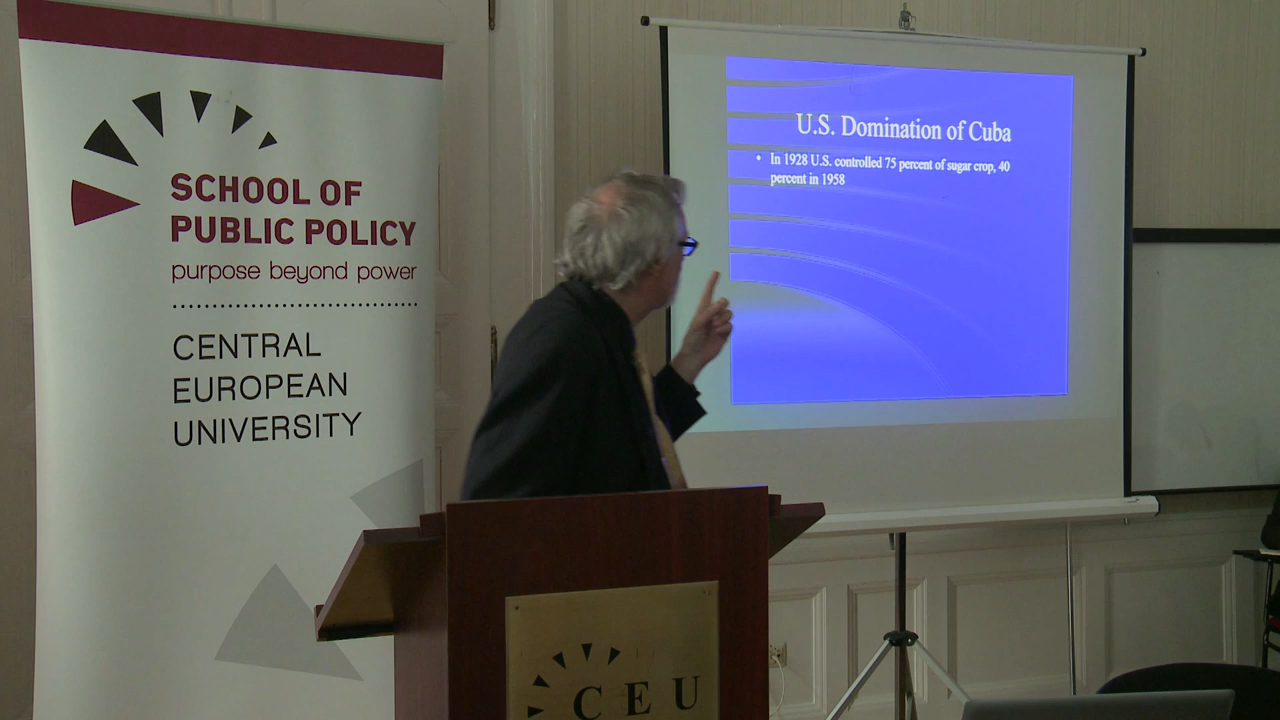 SCHOOL OF
PUBLIC POLICY
purpose beyond power
CENTRAL
EUROPEAN
UNIVERSITY
U.S. Domination of Cuba
• In 1928 U.S. controlled 75 percent of sugar crop, 40
percent in 1958
CEU